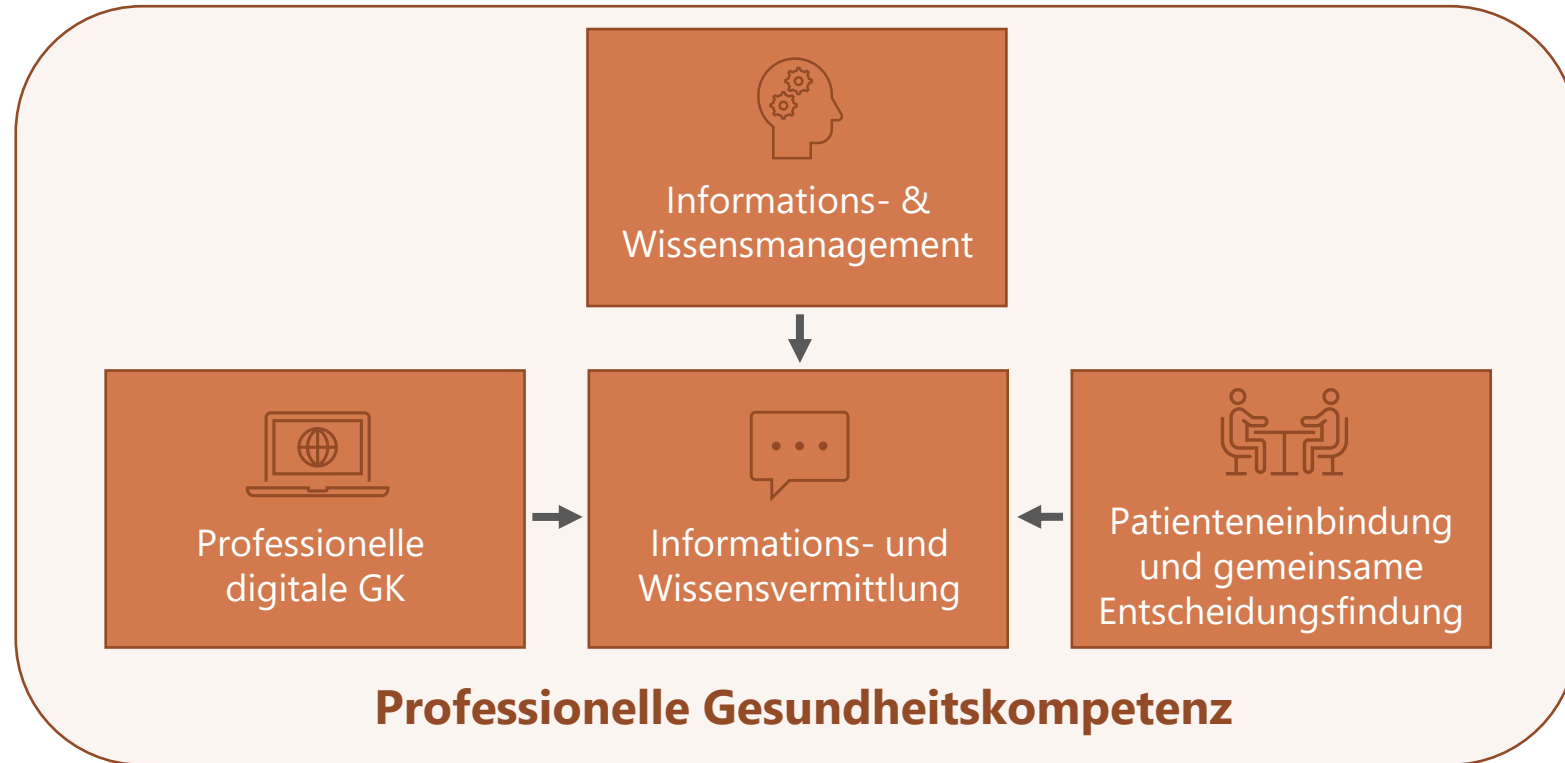 Informations- &
Wissensmanagement
Professionelle
digitale GK
Informations- und
Wissensvermittlung
Patienteneinbindung
und gemeinsame
Entscheidungsfindung
Professionelle Gesundheitskompetenz